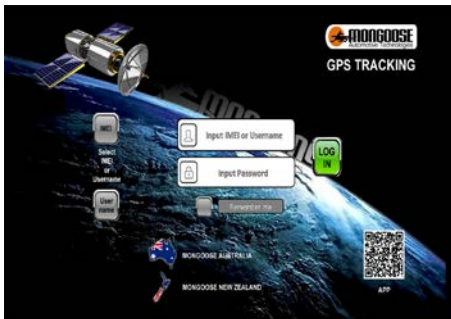 MONGOOSE
Automotive Technologies
GPS TRACKING
MONGOOSE
IMEI
Input IMEI or Username
Select
IMEI
or
Username
LOG
IN
Input Password
User
name
Remember me
MONGOOSE AUSTRALIA
MONGOOSE NEW ZEALAND
APP